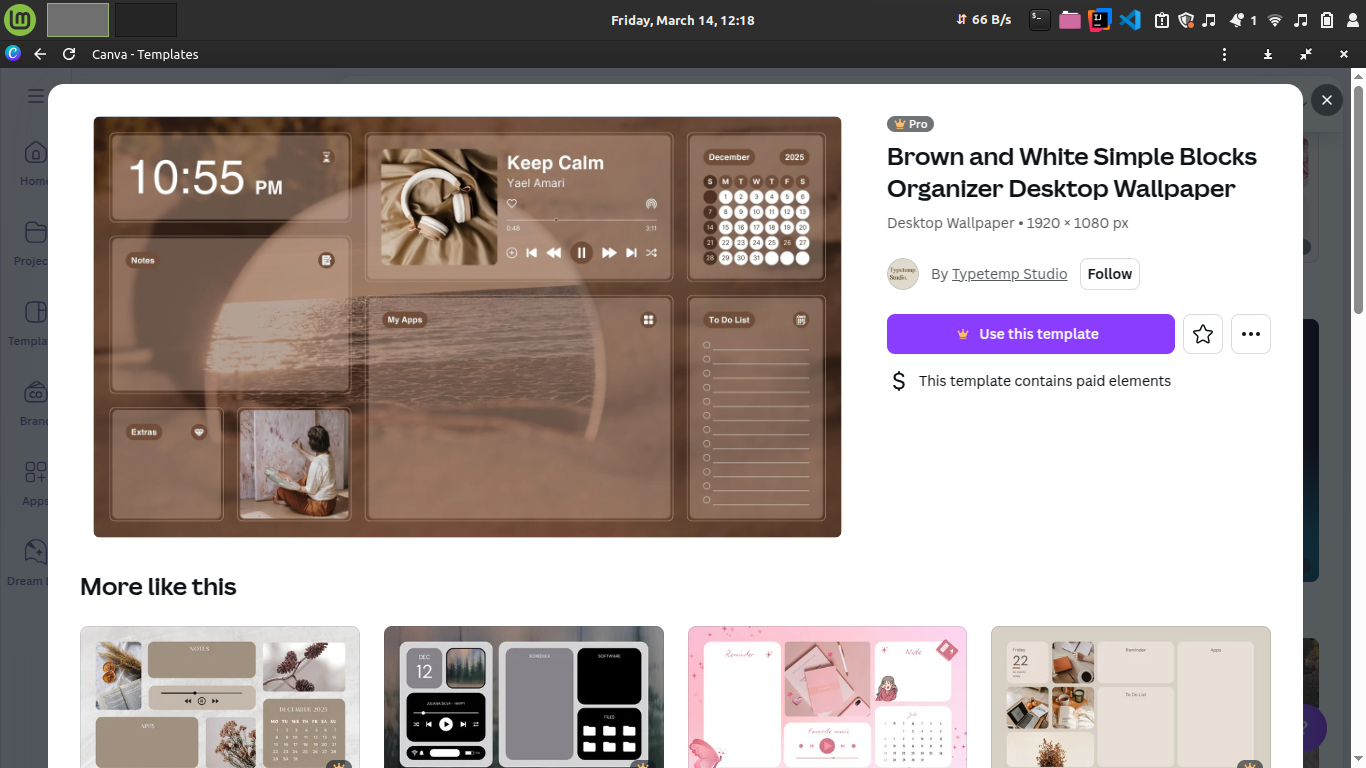 Friday, March 14, 12:18
66 B/s
1
Canva - Templates
Home
Projec
Templa
Brand
Apps
Dream
10:55 PM
Keep Calm
Yael Amari
0:48
3:11
December
2025
S M T W T F S
1 2 3 4 5 6
7 8 9 10 11 12 13
14 15 16 17 18 19 20
21 22 23 24 25 26 27
28 29 30 31
Notes
My Apps
To Do List
Extras
Pro
Brown and White Simple Blocks
Organizer Desktop Wallpaper
Desktop Wallpaper • 1920 × 1080 px
Typetemp
Studio.
By Typetemp Studio
Follow
Use this template
This template contains paid elements
More like this
NOTES
APPS
DECEMBER 2025
DEC
12
SCHEDULE
SOFTWARE
JULIANA SILVA - HAPPY
FILES
Reminder
Note
Favorite music
July
Friday
22
Reminder
Apps
To Do List